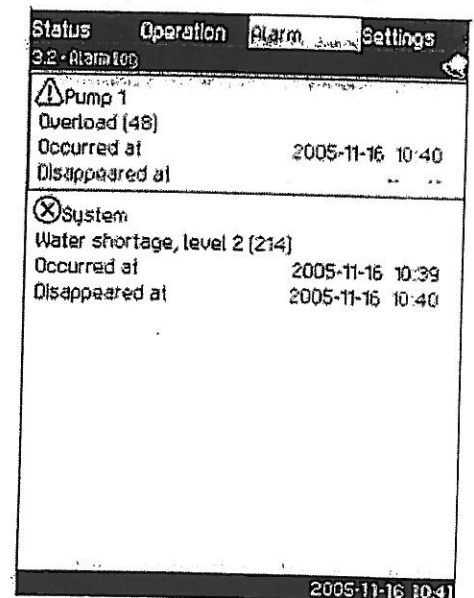 Status Operation Alarm Settings
3.2 - Alarm log
Pump 1
Overload (48)
Occurred at 2005-11-16 10:40
Disappeared at -- --
System
Water shortage, level 2 (214)
Occurred at 2005-11-16 10:39
Disappeared at 2005-11-16 10:40
2005-11-16 10:41